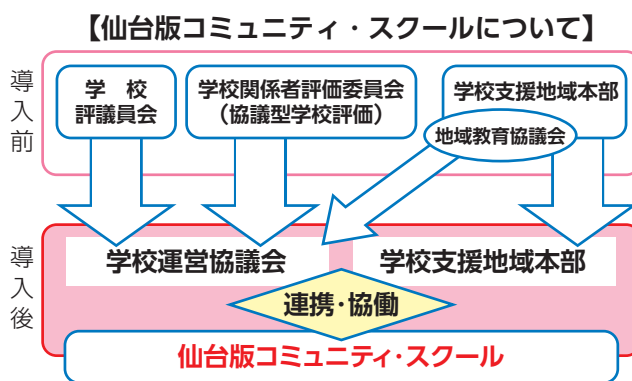 【仙台版コミュニティ・スクールについて】
導入前
学　校
評議員会
学校関係者評価委員会
（協議型学校評価）
学校支援地域本部
地域教育協議会
導入後
学校運営協議会
学校支援地域本部
連携・協働
仙台版コミュニティ・スクール